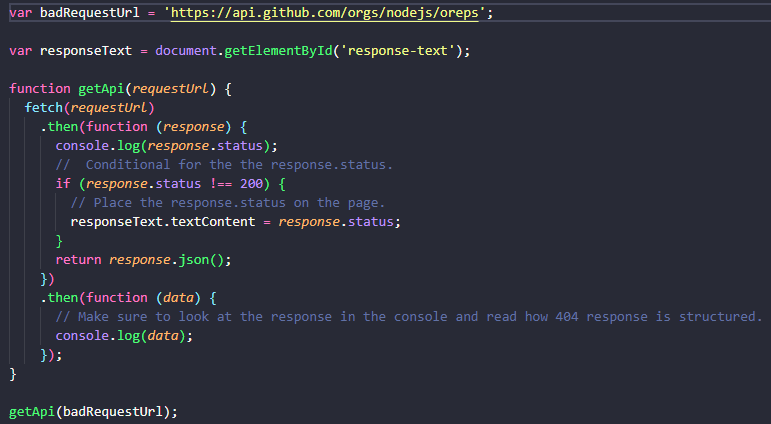 var badRequestUrl = 'https://api.github.com/orgs/nodejs/oreps';
var responseText = document.getElementById('response-text');
function getApi(requestUrl) {
fetch(requestUrl)
.then(function (response) {
console.log(response.status);
//  Conditional for the the response.status.
if (response.status !== 200) {
// Place the response.status on the page.
responseText.textContent = response.status;
}
return response.json();
})
.then(function (data) {
// Make sure to look at the response in the console and read how 404 response is structured.
console.log(data);
});
}
getApi(badRequestUrl);